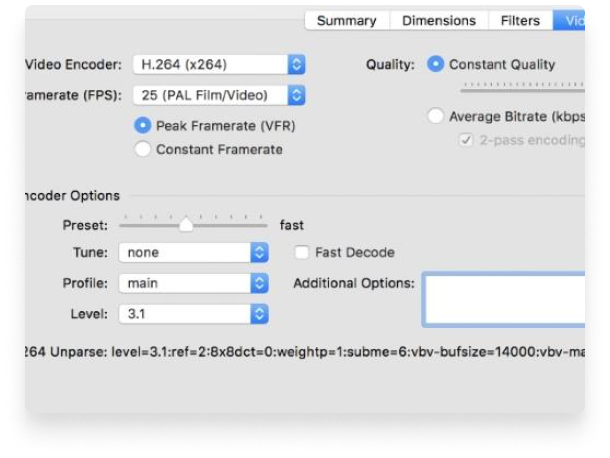 Summary Dimensions Filters Vid
Video Encoder: H.264 (x264) Quality: Constant Quality
ramerate (FPS): 25 (PAL Film/Video)
Peak Framerate (VFR) Average Bitrate (kbps
Constant Framerate 2-pass encoding
ncoder Options
Preset: fast
Tune: none Fast Decode
Profile: main Additional Options:
Level: 3.1
264 Unparse: level=3.1:ref=2:8x8dct=0:weightp=1:subme=6:vbv-bufsize=14000:vbv-ma